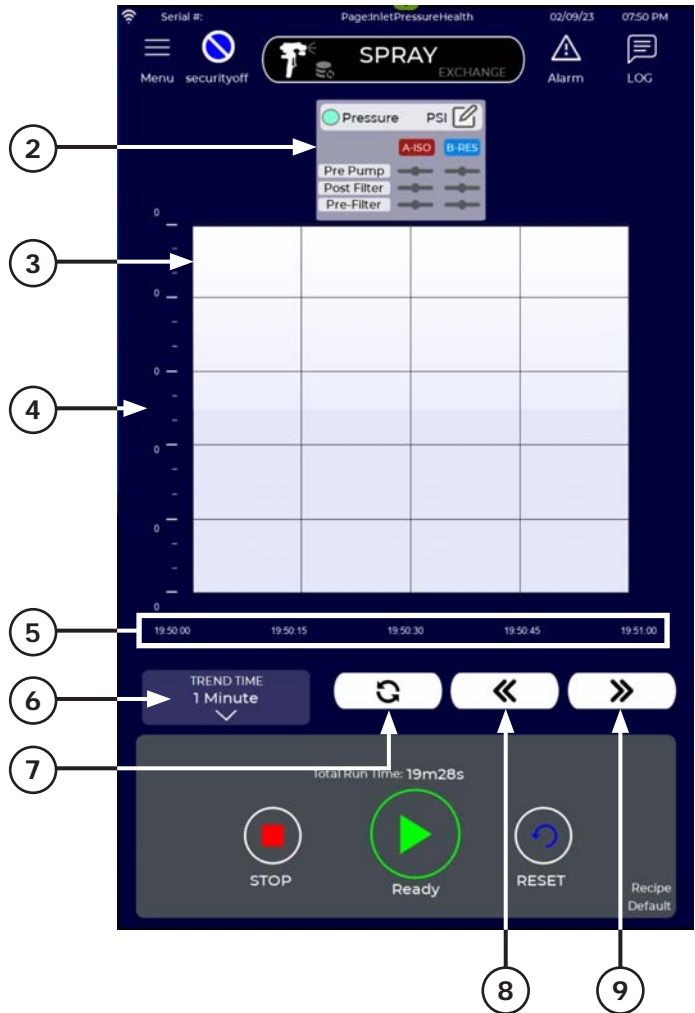 Serial #: Page:InletPressureHealth 02/09/23 07:50 PM
Menu securityoff SPRAY EXCHANGE Alarm LOG
2
Pressure PSI
A-ISO B-RES
Pre Pump
Post Filter
Pre-Filter
0
3
0
0
4
0
0
0
5
19:50:00 19:50:15 19:50:30 19:50:45 19:51:00
6
TREND TIME
1 Minute
7
Total Run Time: 19m28s
STOP Ready RESET
Recipe
Default
8 9